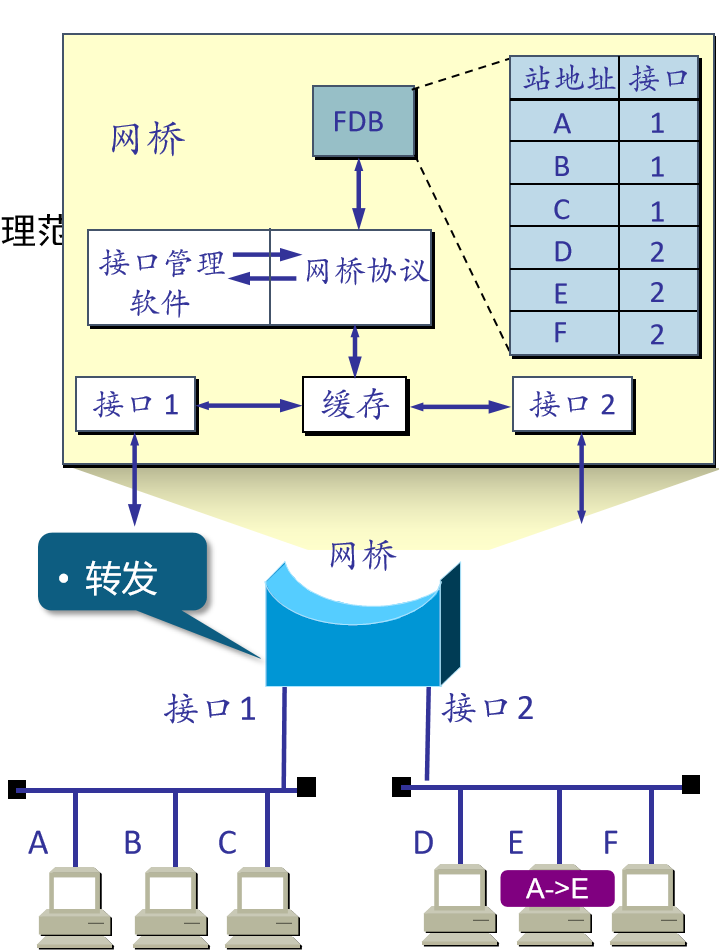 站地址 接口
FDB
A 1
网桥
B 1
C 1
理范
D 2
接口管理 网桥协议
软件
E 2
F 2
接口1 缓存 接口2
网桥
• 转发
接口1 接口2
A B C D E F
A->E